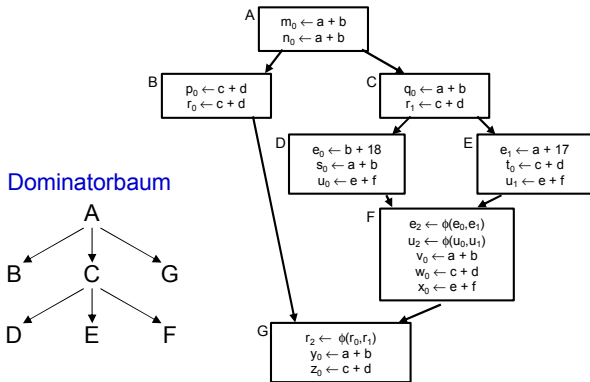 A
m₀ ← a + b
n₀ ← a + b
B
p₀ ← c + d
r₀ ← c + d
C
q₀ ← a + b
r₁ ← c + d
D
e₀ ← b + 18
s₀ ← a + b
u₀ ← e + f
E
e₁ ← a + 17
t₀ ← c + d
u₁ ← e + f
F
e₂ ← ϕ(e₀,e₁)
u₂ ← ϕ(u₀,u₁)
v₀ ← a + b
w₀ ← c + d
x₀ ← e + f
G
r₂ ← ϕ(r₀,r₁)
y₀ ← a + b
z₀ ← c + d
Dominatorbaum
A
B C G
D E F